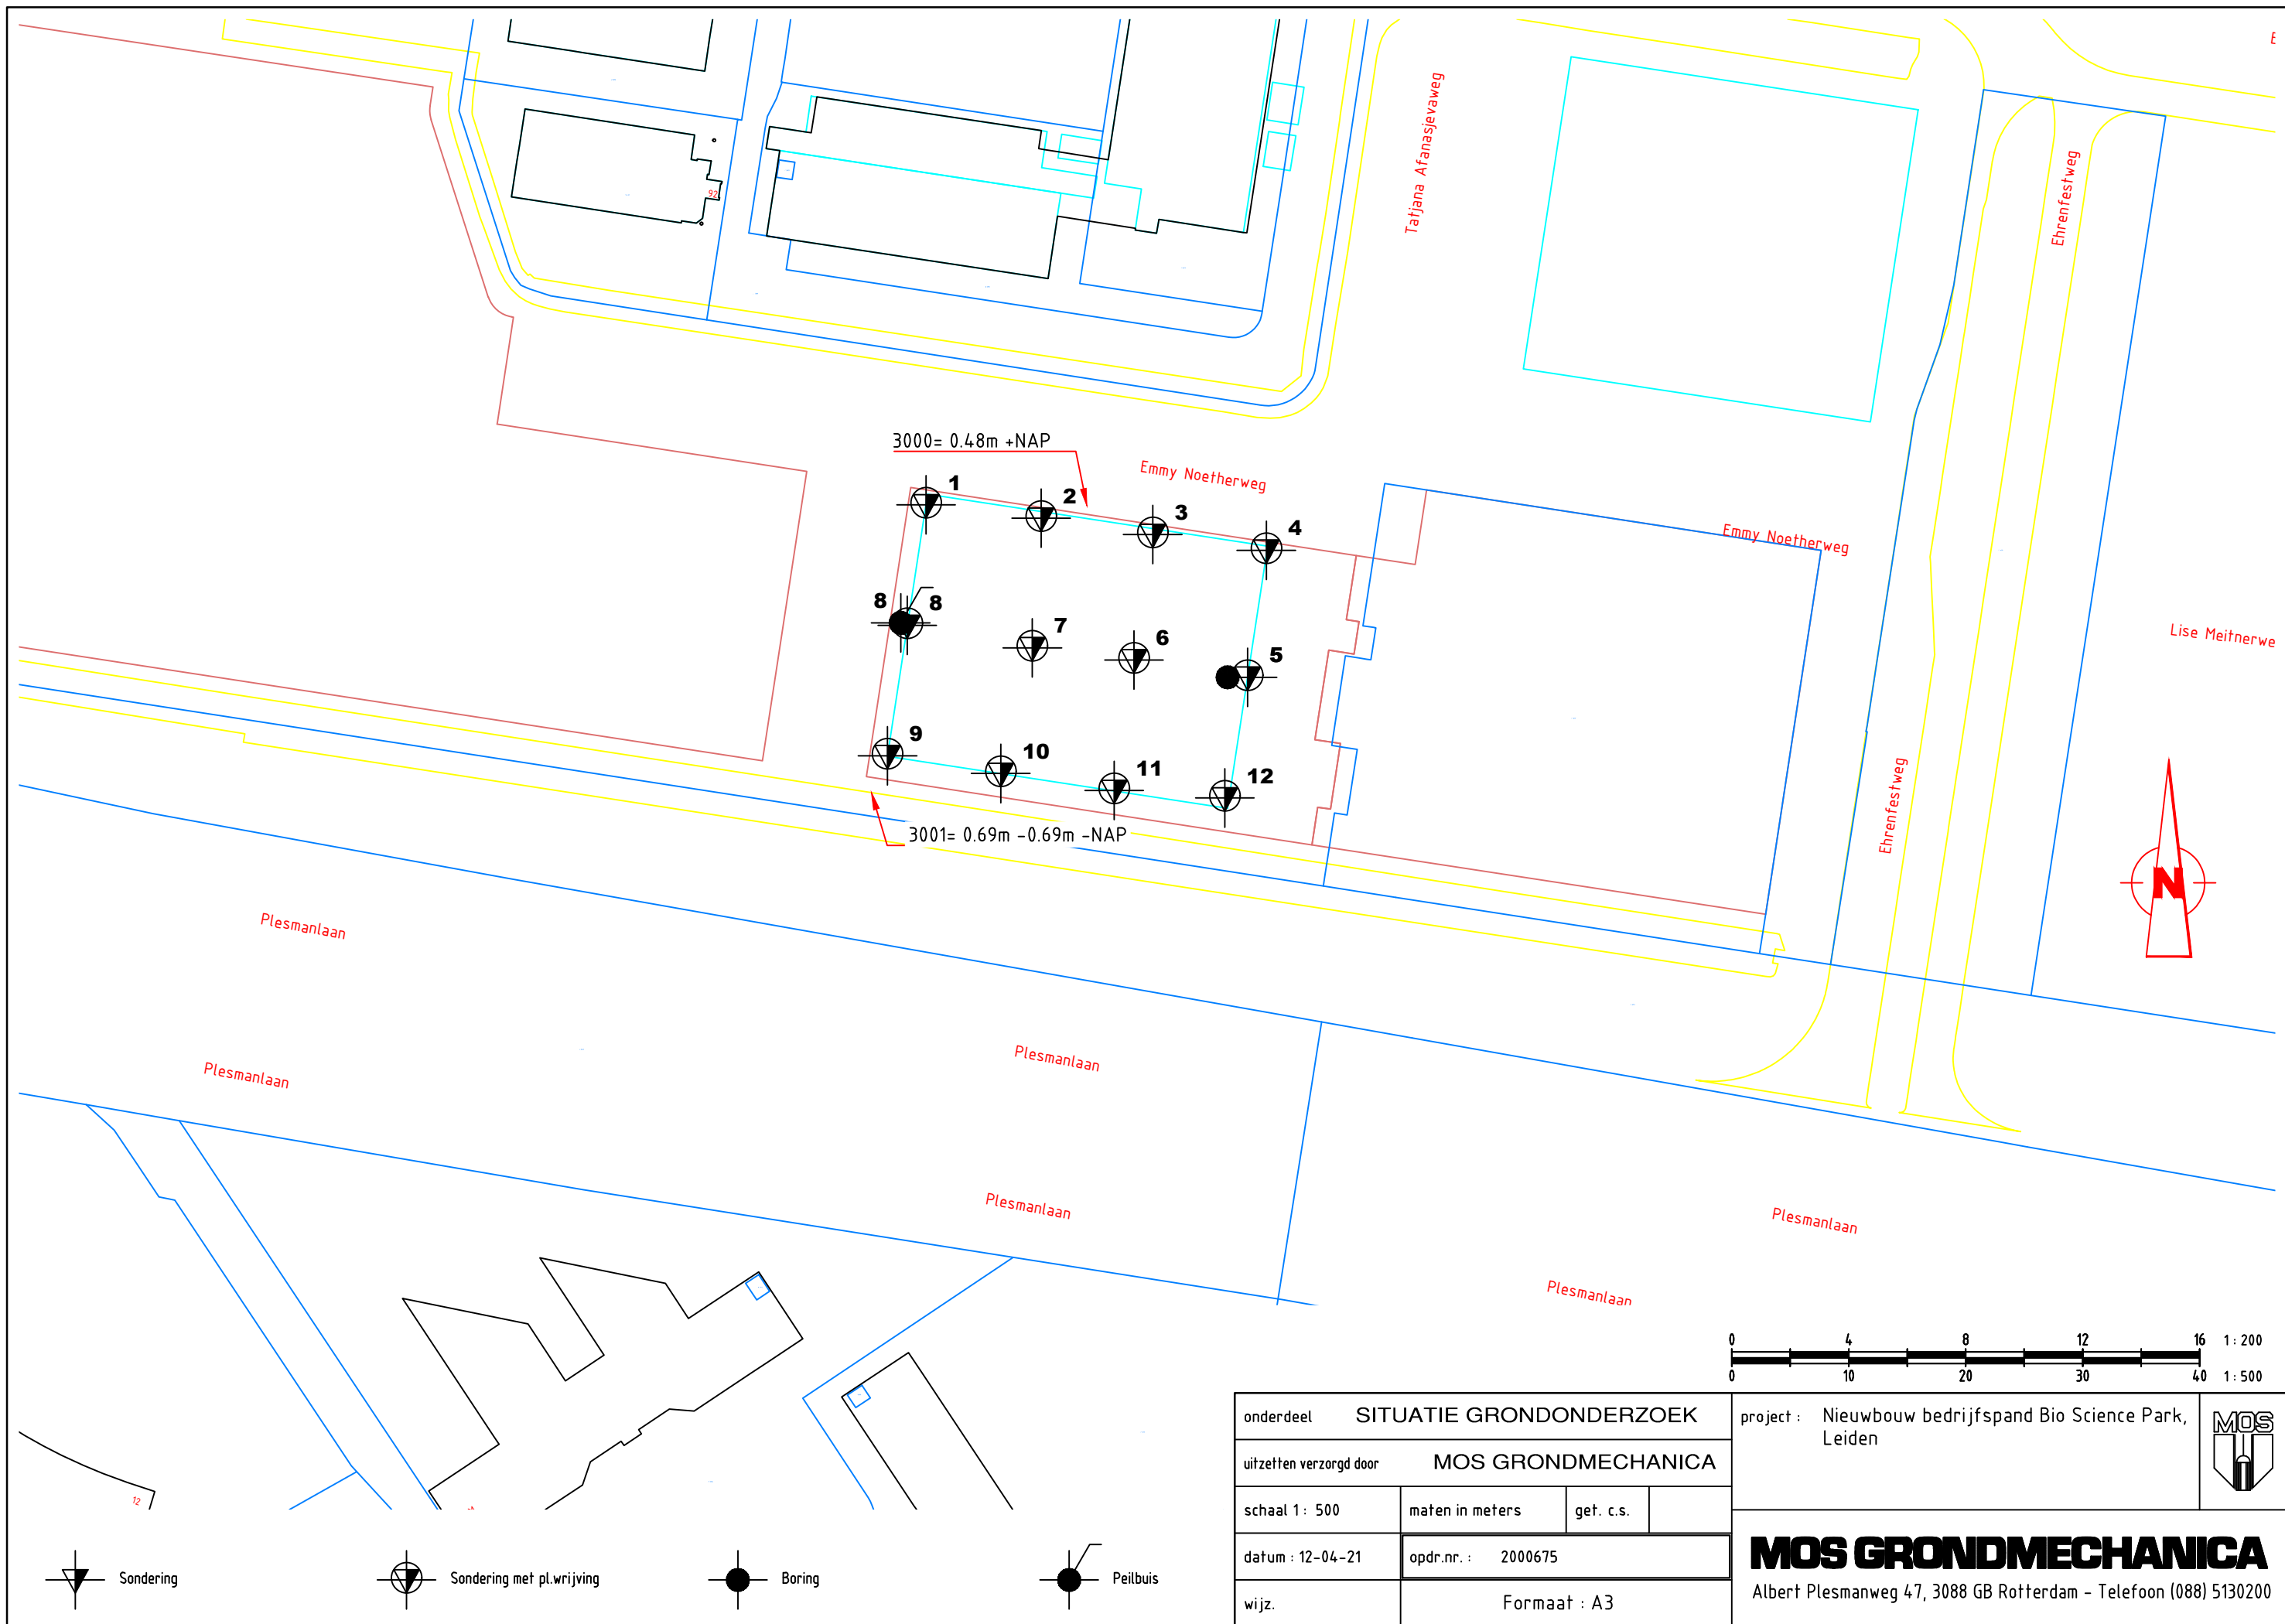 E
Tatjana Afanasjevaweg
Ehrenfestweg
92
3000= 0.48m +NAP
Emmy Noetherweg
1
2
3
4
Emmy Noetherweg
8
8
7
6
5
Lise Meitnerwe
9
10
11
12
3001= 0.69m -0.69m -NAP
Ehrenfestweg
N
Plesmanlaan
Plesmanlaan
Plesmanlaan
Plesmanlaan
Plesmanlaan
Plesmanlaan
12
0 4 8 12 16 1 : 200
0 10 20 30 40 1 : 500
onderdeel SITUATIE GRONDONDERZOEK
uitzetten verzorgd door MOS GRONDMECHANICA
schaal 1 : 500 maten in meters get. c.s.
datum : 12-04-21 opdr.nr. : 2000675
wijz. Formaat : A3
project : Nieuwbouw bedrijfspand Bio Science Park,
Leiden
MOS
MOS GRONDMECHANICA
Albert Plesmanweg 47, 3088 GB Rotterdam - Telefoon (088) 5130200
Sondering
Sondering met pl.wrijving
Boring
Peilbuis